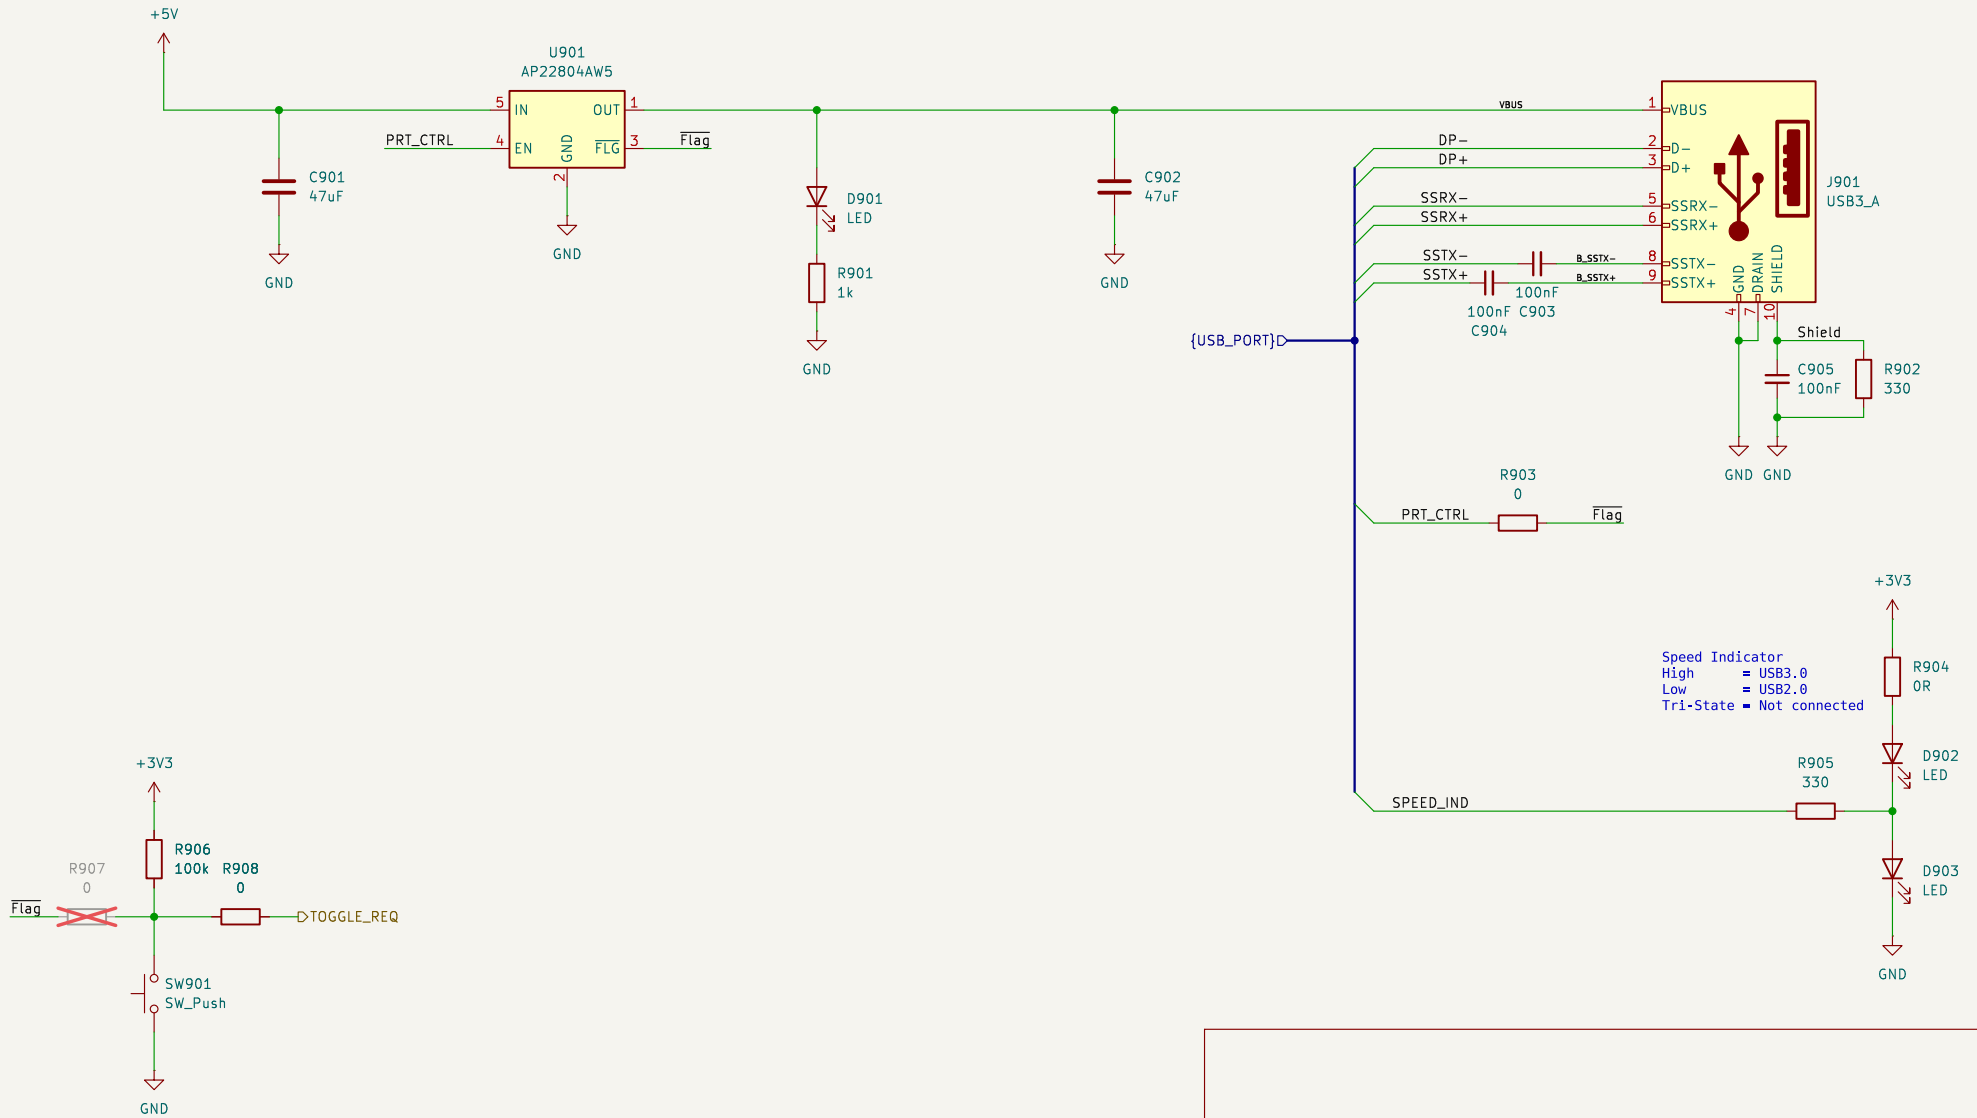 +5V
U901
AP22804AW5
5
IN
OUT
1
PRT_CTRL
4
EN
GND
FLG
3
Flag
2
GND
C901
47uF
GND
D901
LED
R901
1k
GND
C902
47uF
GND
VBUS
1
VBUS
DP-
2
D-
DP+
3
D+
SSRX-
5
SSRX-
SSRX+
6
SSRX+
SSTX-
B_SSTX-
8
SSTX-
SSTX+
B_SSTX+
9
SSTX+
100nF
C903
100nF
C904
GND
DRAIN
SHIELD
4
7
10
J901
USB3_A
{USB_PORT}
Shield
C905
100nF
R902
330
GND
GND
R903
0
PRT_CTRL
Flag
+3V3
Speed Indicator
High = USB3.0
Low = USB2.0
Tri-State = Not connected
R904
0R
D902
LED
R905
330
SPEED_IND
D903
LED
GND
+3V3
R906
100k
R907
0
R908
0
Flag
TOGGLE_REQ
SW901
SW_Push
GND